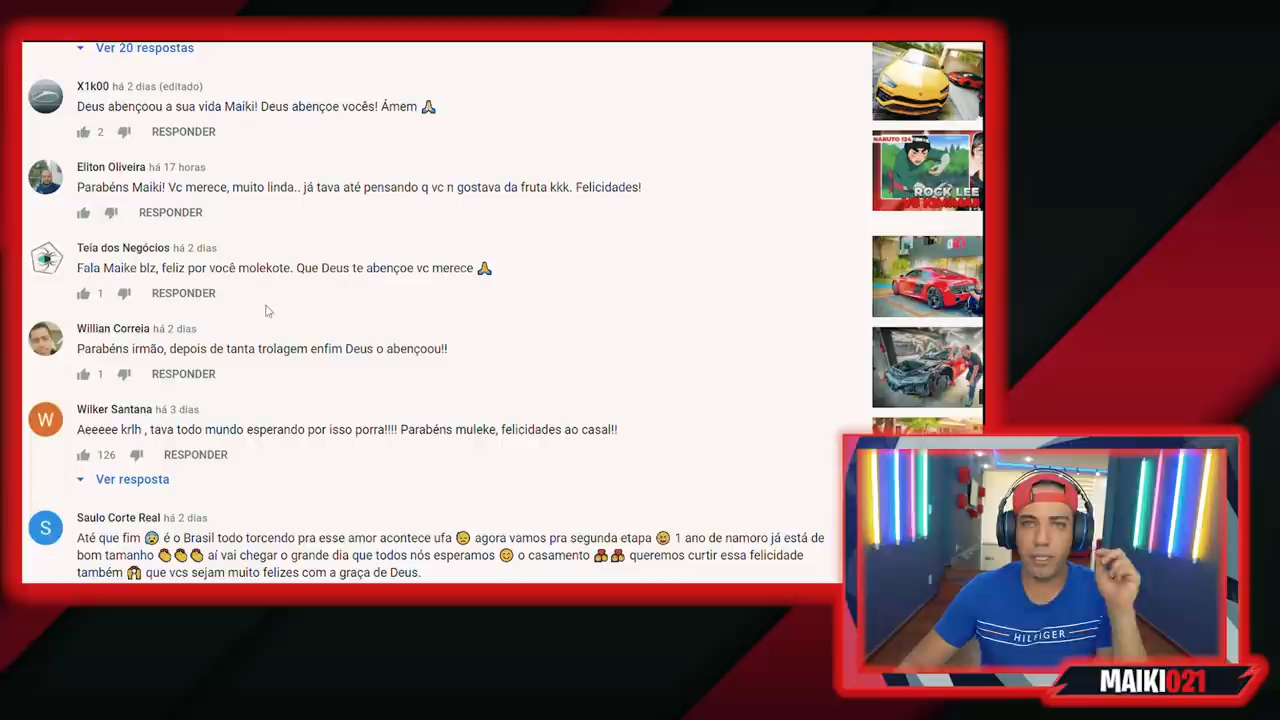 Ver 20 respostas
X1k00 há 2 dias (editado)
Deus abençoou a sua vida Maiki! Deus abençoe vocês! Ámem 🙏
2 RESPONDER
Eliton Oliveira há 17 horas
Parabéns Maiki! Vc merece, muito linda.. já tava até pensando q vc n gostava da fruta kkk. Felicidades!
RESPONDER
Teia dos Negócios há 2 dias
Fala Maike blz, feliz por você molekote. Que Deus te abençoe vc merece 🙏
1 RESPONDER
Willian Correia há 2 dias
Parabéns irmão, depois de tanta trolagem enfim Deus o abençoou!!
1 RESPONDER
W
Wilker Santana há 3 dias
Aeeeee krlh , tava todo mundo esperando por isso porra!!!! Parabéns muleke, felicidades ao casal!!
126 RESPONDER
Ver resposta
S
Saulo Corte Real há 2 dias
Até que fim 😰 é o Brasil todo torcendo pra esse amor acontece ufa 😥 agora vamos pra segunda etapa 😀 1 ano de namoro já está de
bom tamanho 👏👏👏 aí vai chegar o grande dia que todos nós esperamos 😊 o casamento 💑💑 queremos curtir essa felicidade
também 🙌 que vcs sejam muito felizes com a graça de Deus.
NARUTO 124
ROCK LEE
HILFIGER
MAIKI021